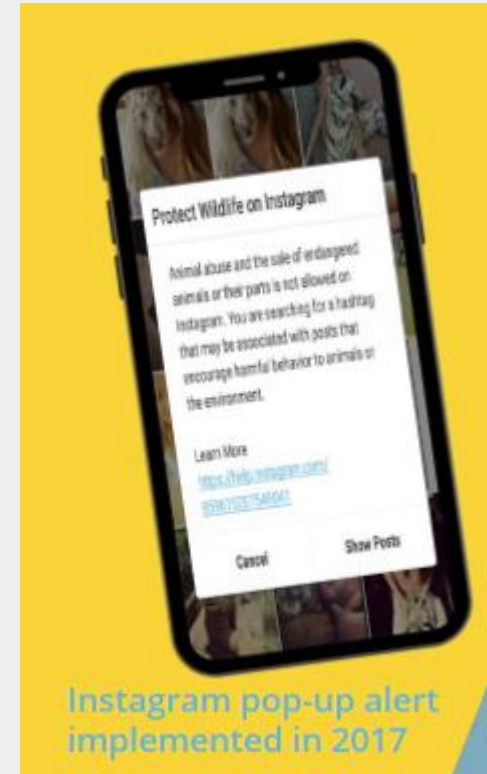 Protect Wildlife on Instagram
Animal abuse and the sale of endangered
animals or their parts is not allowed on
Instagram. You are searching for a hashtag
that may be associated with posts that
encourage harmful behavior to animals or
the environment.
Learn More
https://help.instagram.com/
Cancel
Show Posts
Instagram pop-up alert
implemented in 2017